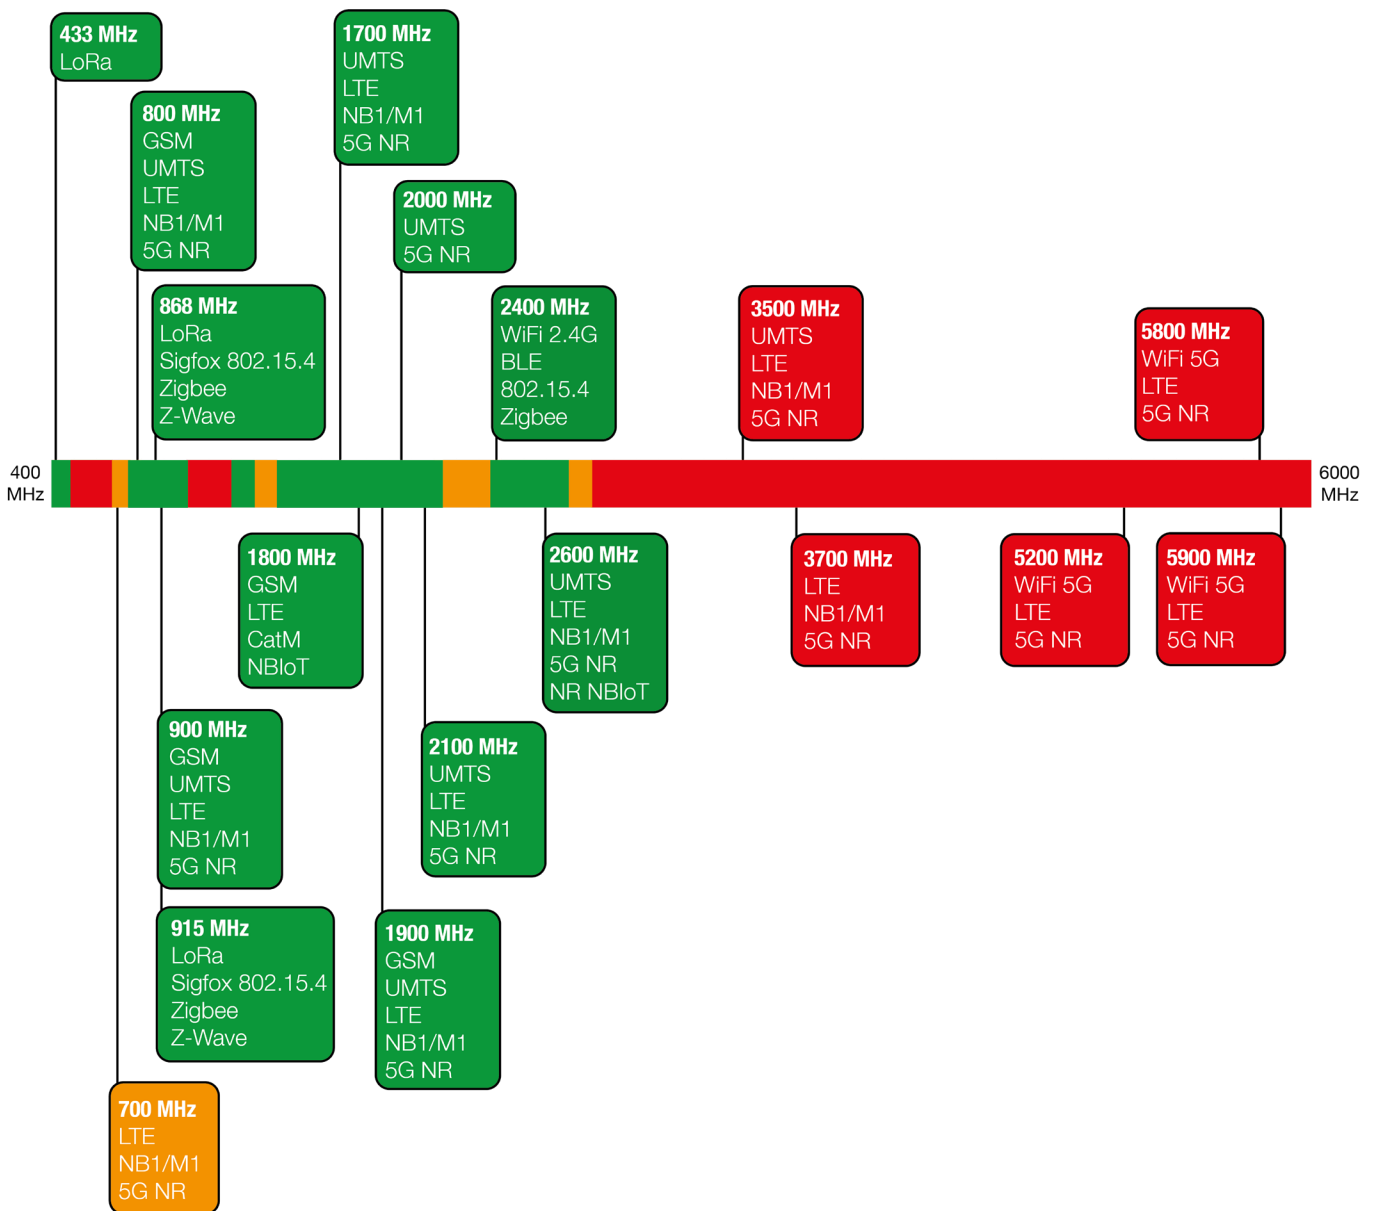 433 MHz
LoRa
1700 MHz
UMTS
LTE
NB1/M1
5G NR
800 MHz
GSM
UMTS
LTE
NB1/M1
5G NR
2000 MHz
UMTS
5G NR
868 MHz
LoRa
Sigfox 802.15.4
Zigbee
Z-Wave
2400 MHz
WiFi 2.4G
BLE
802.15.4
Zigbee
3500 MHz
UMTS
LTE
NB1/M1
5G NR
5800 MHz
WiFi 5G
LTE
5G NR
400
MHz
6000
MHz
1800 MHz
GSM
LTE
CatM
NBIoT
2600 MHz
UMTS
LTE
NB1/M1
5G NR
NR NBIoT
3700 MHz
LTE
NB1/M1
5G NR
5200 MHz
WiFi 5G
LTE
5G NR
5900 MHz
WiFi 5G
LTE
5G NR
900 MHz
GSM
UMTS
LTE
NB1/M1
5G NR
2100 MHz
UMTS
LTE
NB1/M1
5G NR
915 MHz
LoRa
Sigfox 802.15.4
Zigbee
Z-Wave
1900 MHz
GSM
UMTS
LTE
NB1/M1
5G NR
700 MHz
LTE
NB1/M1
5G NR